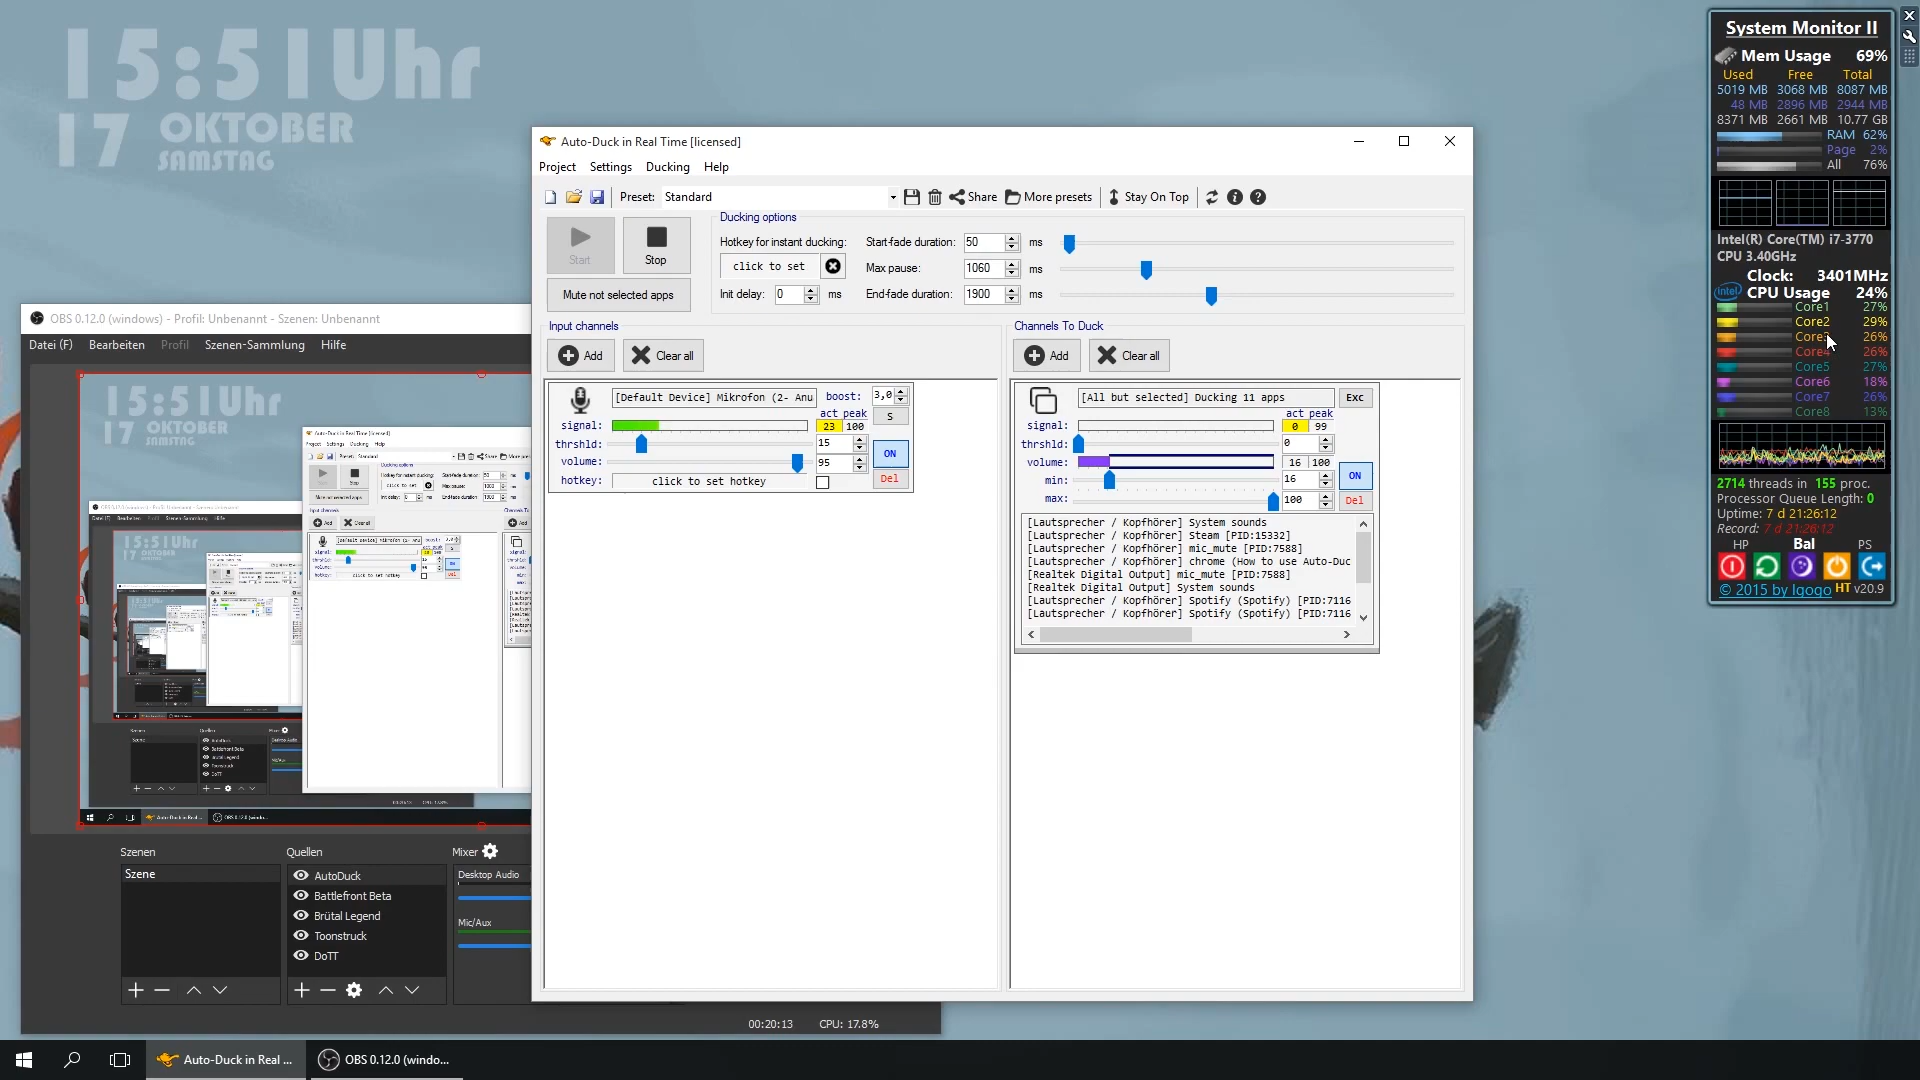 15:51Uhr
17 OKTOBER
SAMSTAG
System Monitor II
Mem Usage 69%
Used Free Total
5019 MB 3068 MB 8087 MB
48 MB 2896 MB 2944 MB
8371 MB 2661 MB 10.77 GB
RAM 62%
Page 2%
All 76%
Intel(R) Core(TM) i7-3770
CPU 3.40GHz
Clock: 3401MHz
intel CPU Usage 24%
Core1 27%
Core2 29%
Core3 26%
Core4 26%
Core5 27%
Core6 18%
Core7 26%
Core8 13%
2714 threads in 155 proc.
Processor Queue Length: 0
Uptime: 7 d 21:26:12
Record: 7 d 21:26:12
HP Bal PS
© 2015 by Igogo HT v20.9
Auto-Duck in Real Time [licensed]
Project Settings Ducking Help
Preset: Standard Share More presets Stay On Top
Start Stop
Mute not selected apps
Ducking options
Hotkey for instant ducking: Start-fade duration: 50 ms
click to set Max pause: 1060 ms
Init delay: 0 ms End-fade duration: 1900 ms
Input channels
Add Clear all
[Default Device] Mikrofon (2- Anu boost: 3,0
act peak
signal: 23 100 S
thrshld: 15
volume: 95 ON
hotkey: click to set hotkey Del
Channels To Duck
Add Clear all
[All but selected] Ducking 11 apps Exc
act peak
signal: 0 99
thrshld: 0
volume: 16 100
min: 16 ON
max: 100 Del
[Lautsprecher / Kopfhörer] System sounds
[Lautsprecher / Kopfhörer] Steam [PID:15332]
[Lautsprecher / Kopfhörer] mic_mute [PID:7588]
[Lautsprecher / Kopfhörer] chrome (How to use Auto-Duc
[Realtek Digital Output] mic_mute [PID:7588]
[Realtek Digital Output] System sounds
[Lautsprecher / Kopfhörer] Spotify (Spotify) [PID:7116
[Lautsprecher / Kopfhörer] Spotify (Spotify) [PID:7116
OBS 0.12.0 (windows) - Profil: Unbenannt - Szenen: Unbenannt
Datei (F) Bearbeiten Profil Szenen-Sammlung Hilfe
15:51Uhr
17 OKTOBER
SAMSTAG
Auto-Duck in Real Time [licensed]
Szenen
Szene
Quellen
AutoDuck
Battlefront Beta
Brütal Legend
Toonstruck
DoTT
Mixer
Desktop Audio
Mic/Aux
00:20:13 CPU: 17.8%
Auto-Duck in Real ... OBS 0.12.0 (windo...